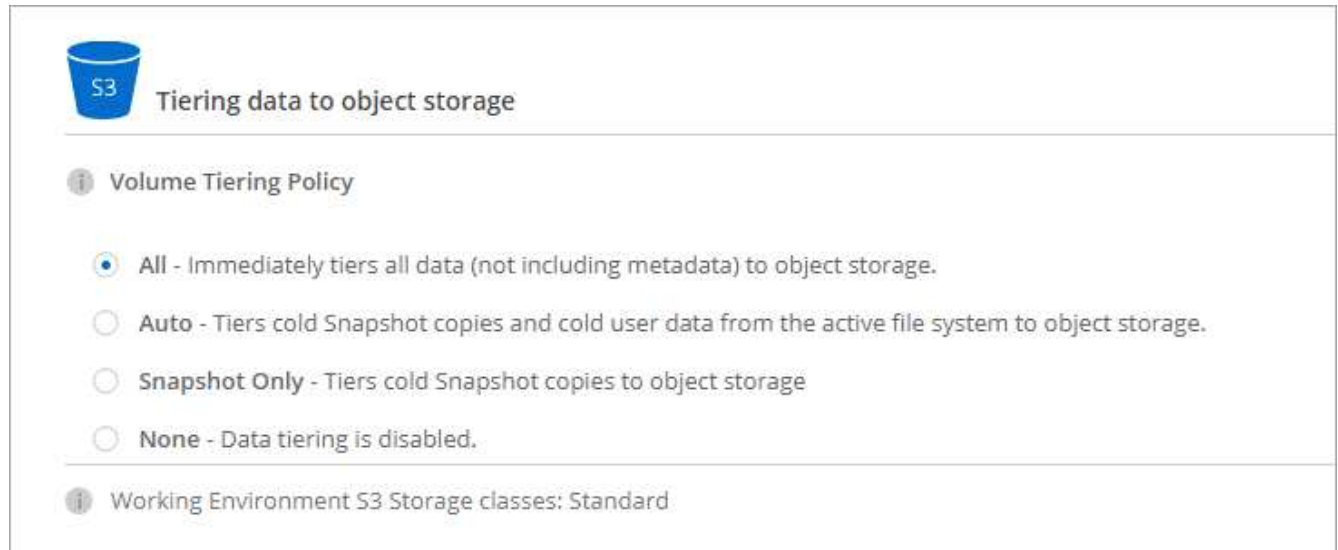 S3
Tiering data to object storage
i Volume Tiering Policy
All - Immediately tiers all data (not including metadata) to object storage.
Auto - Tiers cold Snapshot copies and cold user data from the active file system to object storage.
Snapshot Only - Tiers cold Snapshot copies to object storage
None - Data tiering is disabled.
i Working Environment S3 Storage classes: Standard